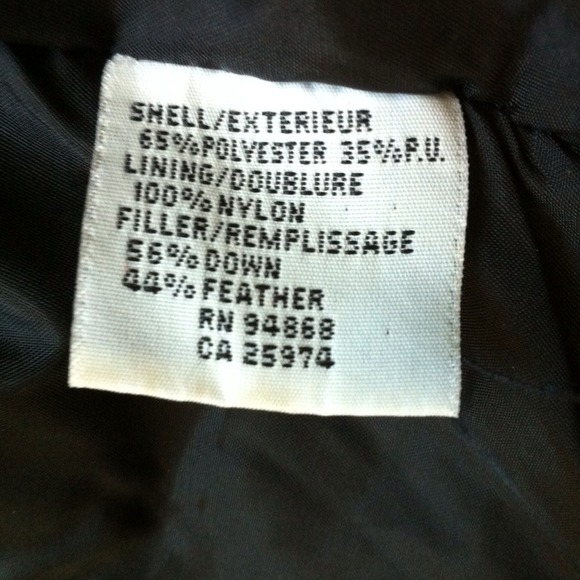 SHELL/EXTERIEUR
65% POLYESTER 35% P.U.
LINING/DOUBLURE
100% NYLON
FILLER/REMPLISSAGE
56% DOWN
44% FEATHER
RN 94868
CA 25974